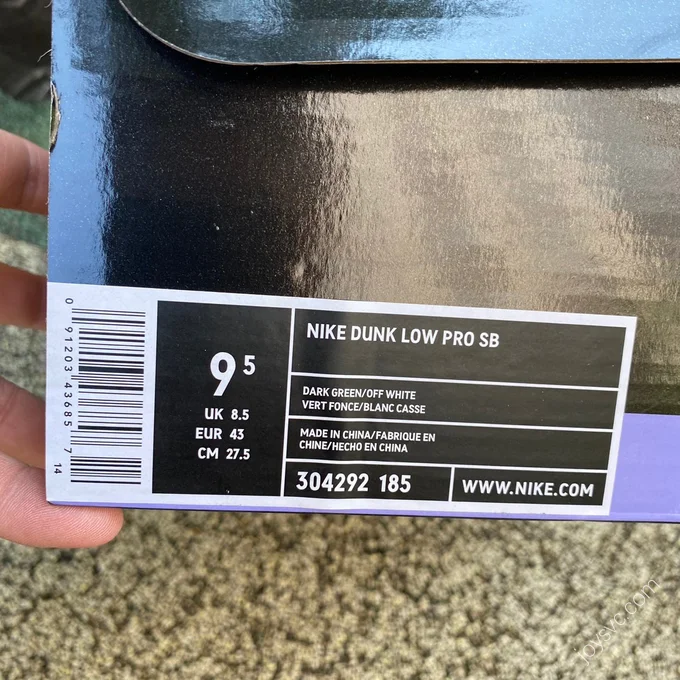 0 91203 43685 7
14
9 5
UK 8.5
EUR 43
CM 27.5
NIKE DUNK LOW PRO SB
DARK GREEN/OFF WHITE
VERT FONCE/BLANC CASSE
MADE IN CHINA/FABRIQUE EN
CHINE/HECHO EN CHINA
304292 185
WWW.NIKE.COM
joysvc.com